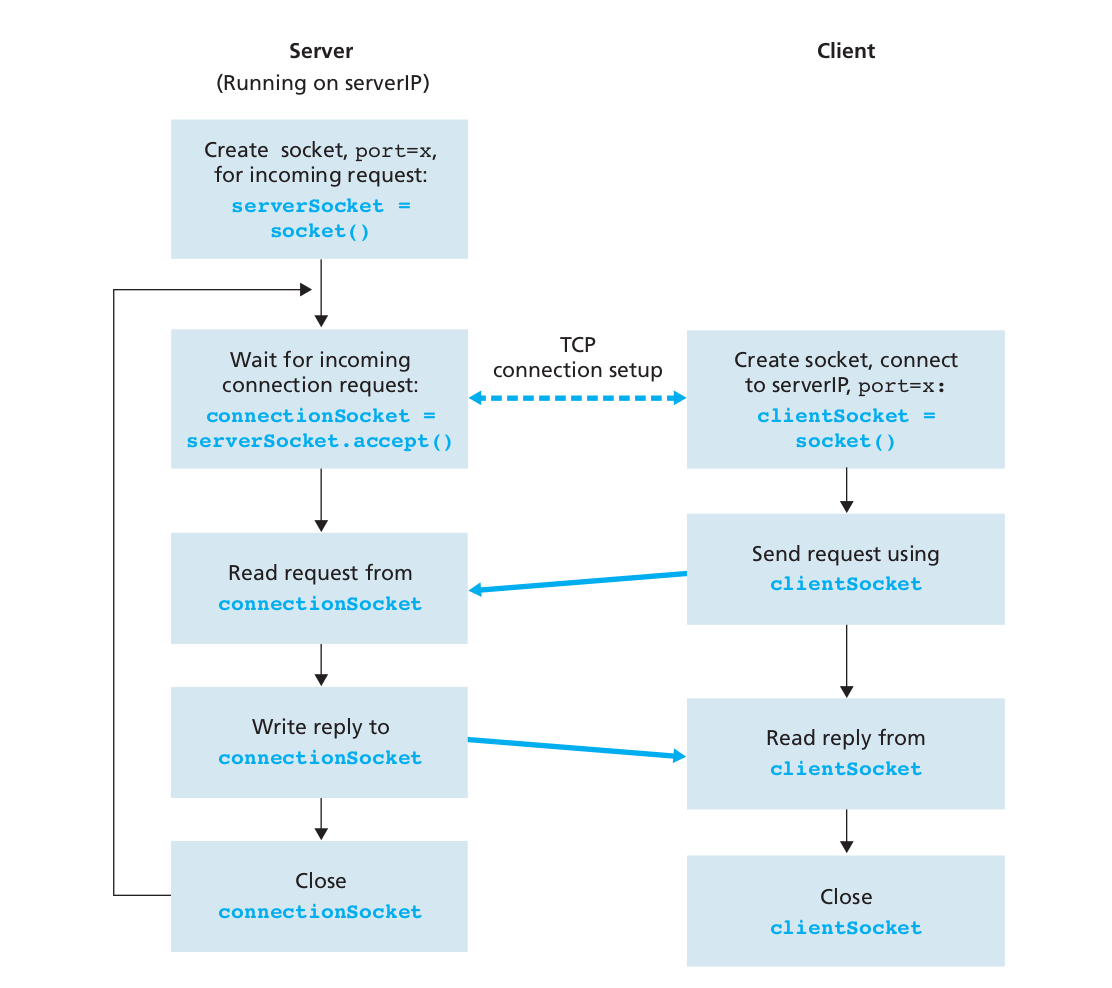 Server
(Running on serverIP)
Create socket, port=x,
for incoming request:
serverSocket =
socket()
Wait for incoming
connection request:
connectionSocket =
serverSocket.accept()
Read request from
connectionSocket
Write reply to
connectionSocket
Close
connectionSocket
TCP
connection setup
Client
Create socket, connect
to serverIP, port=x:
clientSocket =
socket()
Send request using
clientSocket
Read reply from
clientSocket
Close
clientSocket